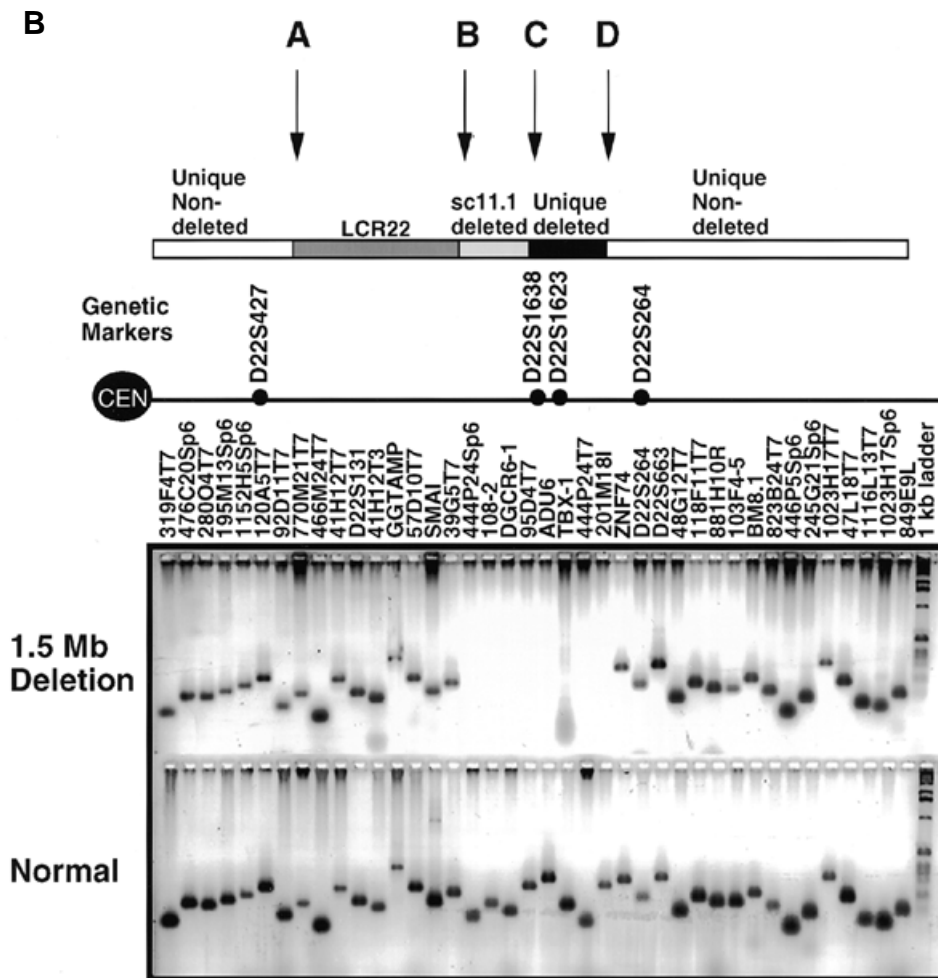 B
A B C D
Unique
Non-
deleted
LCR22
sc11.1
deleted
Unique
deleted
Unique
Non-
deleted
Genetic
Markers
D22S427
D22S1638
D22S1623
D22S264
CEN
319F4T7
476C20Sp6
280O4T7
195M13Sp6
1152H5Sp6
120A5T7
92D11T7
770M21T7
466M24T7
41H12T7
D22S131
41H12T3
GGTAMP
57D10T7
SMAI
39G5T7
444P24Sp6
108-2
DGCR6-1
95D4T7
ADU6
TBX-1
444P24T7
201M18I
ZNF74
D22S264
D22S663
48G12T7
118F11T7
881H10R
103F4-5
BM8.1
823B24T7
446P5Sp6
245G21Sp6
1023H17T7
47L18T7
1116L13T7
1023H17Sp6
849E9L
1 kb ladder
1.5 Mb
Deletion
Normal